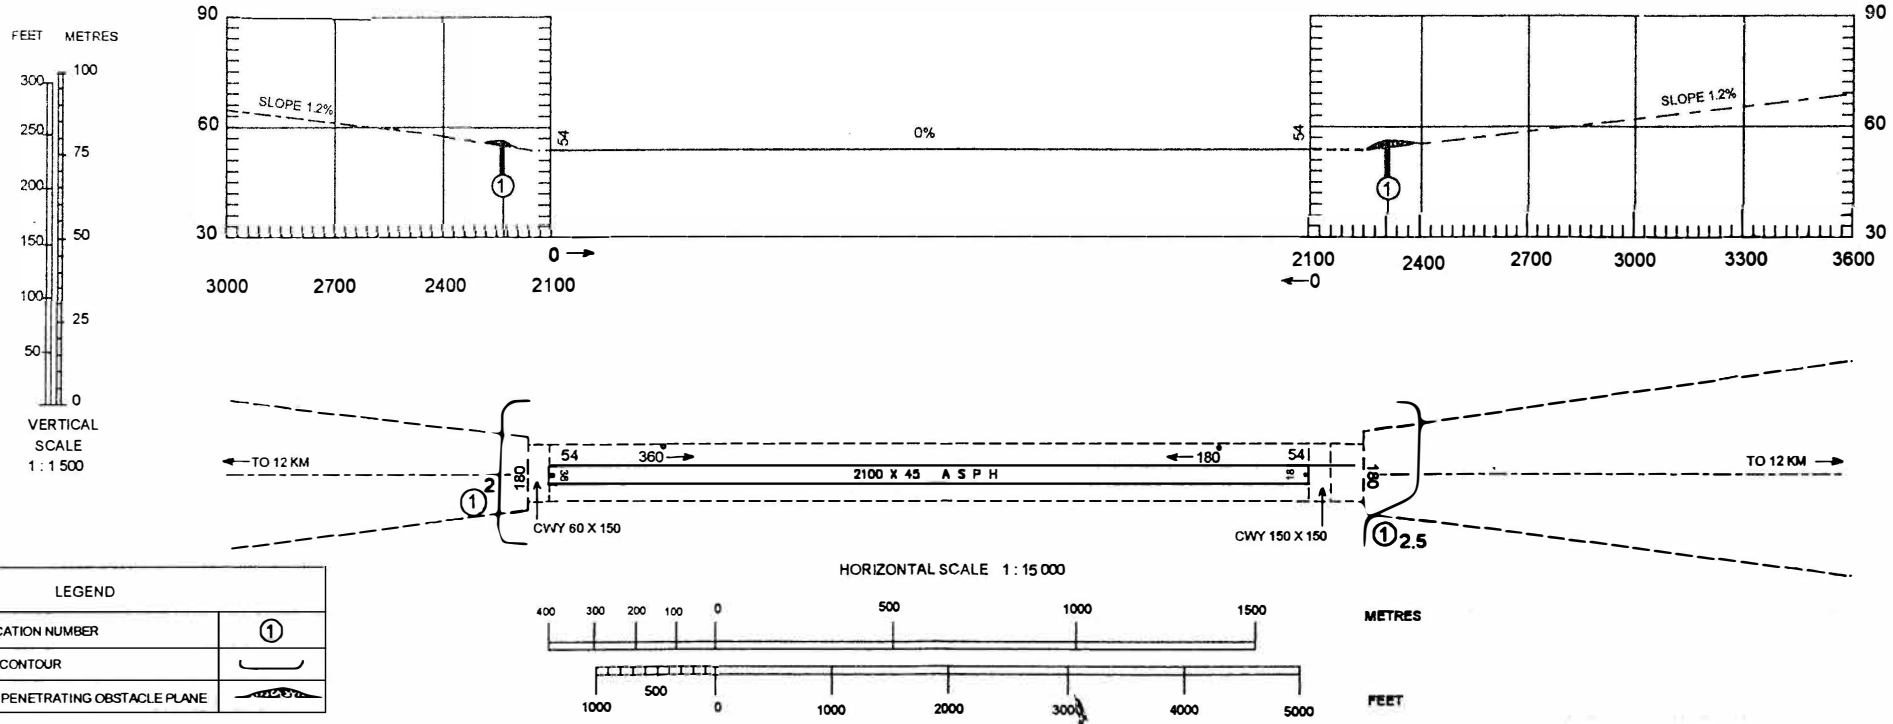 FEET METRES
300 100
250
75
200
150 50
100
25
50
0
VERTICAL
SCALE
1 : 1 500
90
60
30
SLOPE 1.2%
1
54
0%
54
0 →
3000 2700 2400 2100
90
60
30
SLOPE 1.2%
1
2100 2400 2700 3000 3300 3600
←0
←TO 12 KM
180
1 2
54 360° →
36
2100 X 45 A S P H
← 180° 54
18
180
TO 12 KM →
CWY 60 X 150
CWY 150 X 150
1 2.5
HORIZONTAL SCALE 1 : 15 000
400 300 200 100 0 500 1000 1500
METRES
500
1000 0 1000 2000 3000 4000 5000
FEET
LEGEND
CATION NUMBER 1
CONTOUR
PENETRATING OBSTACLE PLANE